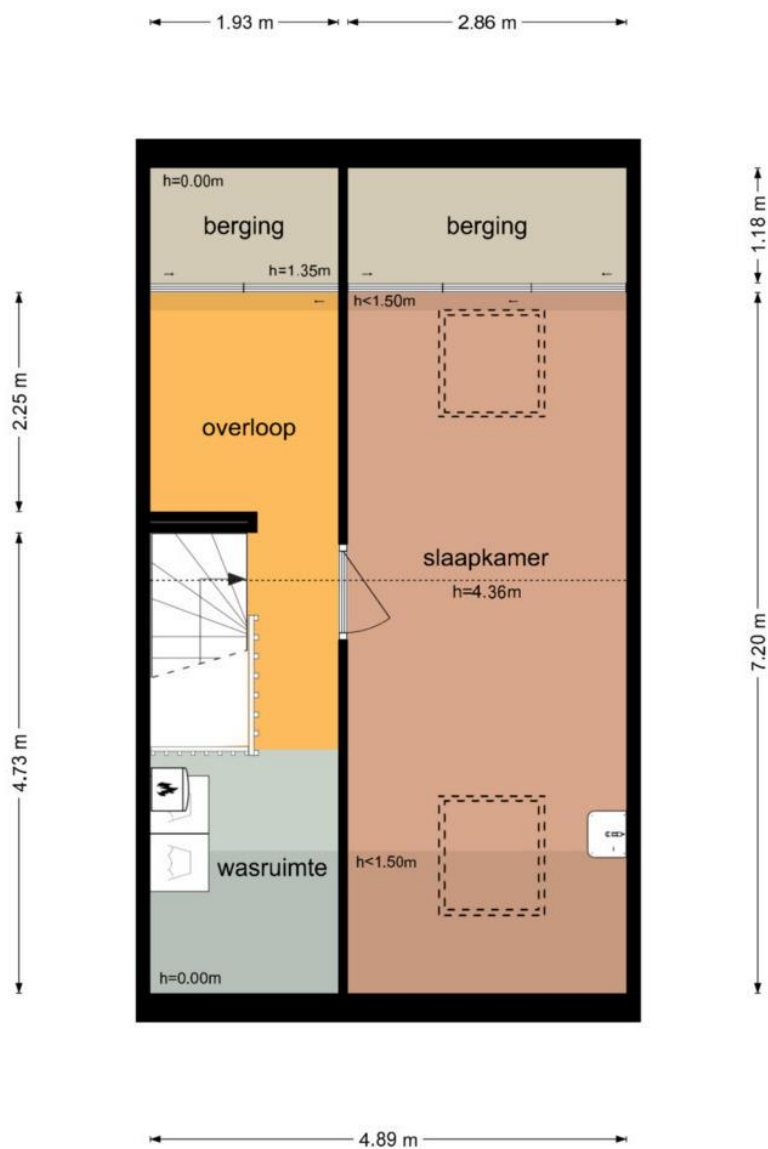 1.93 m
2.86 m
h=0.00m
berging
berging
1.18 m
h=1.35m
h<1.50m
2.25 m
overloop
slaapkamer
h=4.36m
7.20 m
4.73 m
h<1.50m
wasruimte
h=0.00m
4.89 m